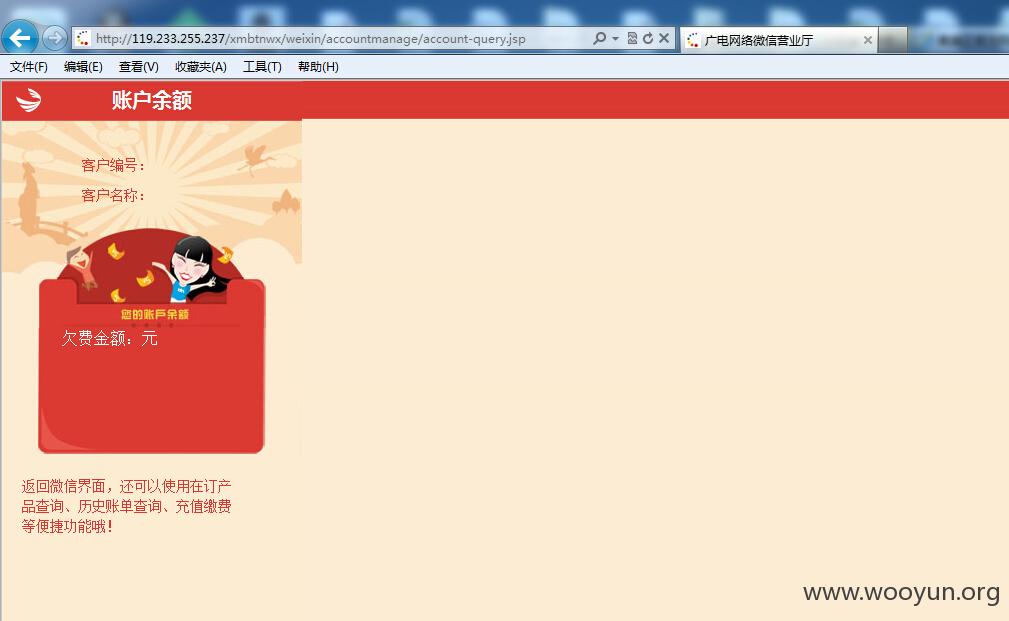 http://119.233.255.237/xmbtnwx/weixin/accountmanage/account-query.jsp
广电网络微信营业厅
文件(F) 编辑(E) 查看(V) 收藏夹(A) 工具(T) 帮助(H)
账户余额
客户编号：
客户名称：
您的账戶余额
欠费金额：元
返回微信界面，还可以使用在订产
品查询、历史账单查询、充值缴费
等便捷功能哦！
www.wooyun.org